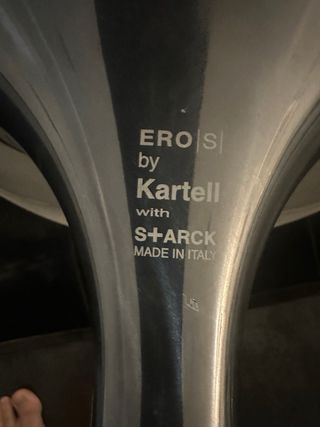 ERO|S|
by
Kartell
with
S+ARCK
MADE IN ITALY